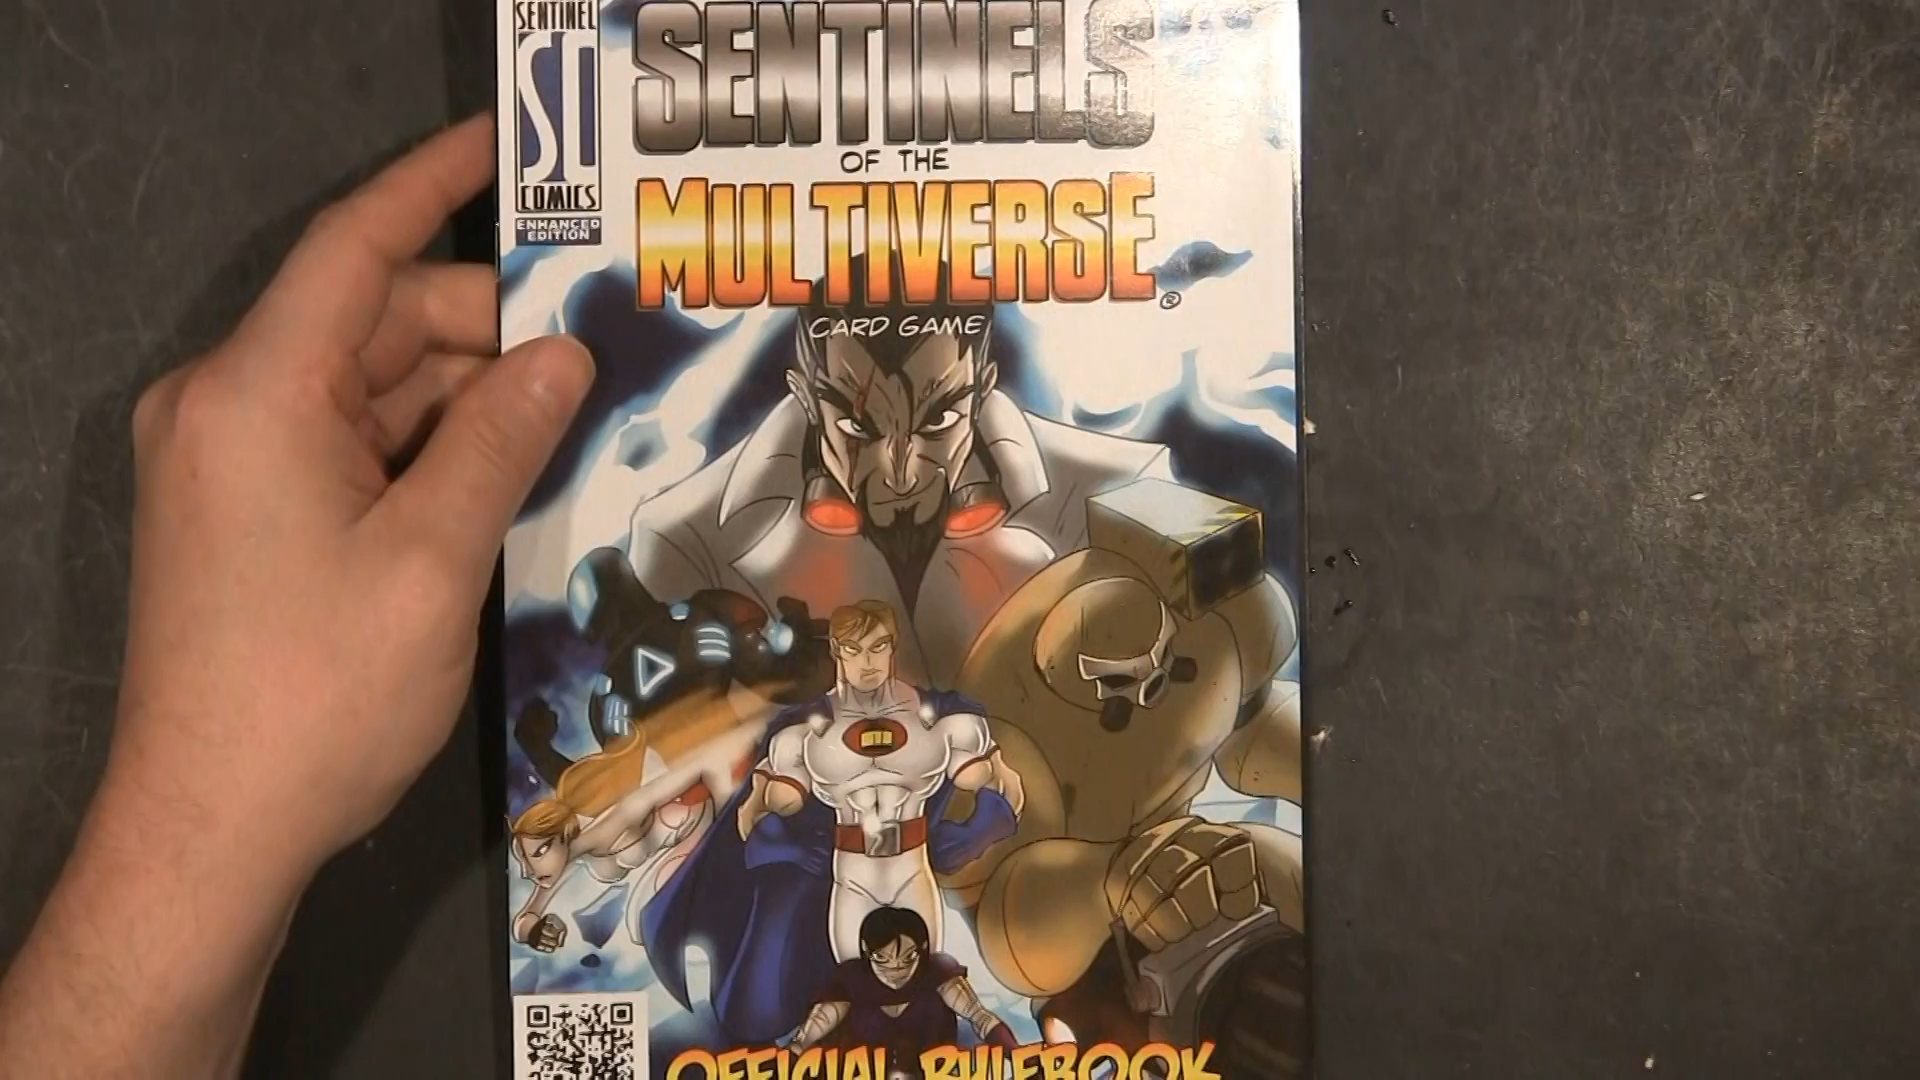 SENTINEL
SC
COMICS
ENHANCED
EDITION
SENTINELS
OF THE
MULTIVERSE®
CARD GAME
OFFICIAL RULEBOOK